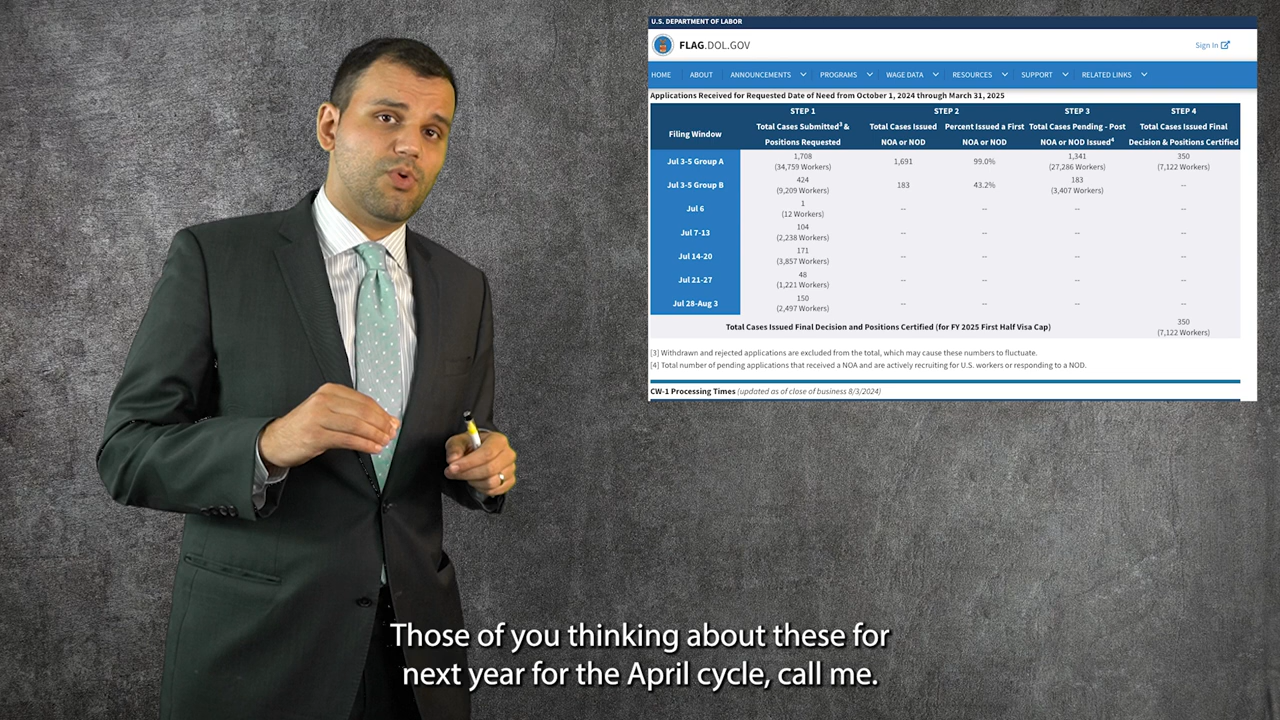 U.S. DEPARTMENT OF LABOR
FLAG.DOL.GOV
Sign In
HOME ABOUT ANNOUNCEMENTS PROGRAMS WAGE DATA RESOURCES SUPPORT RELATED LINKS
Applications Received for Requested Date of Need from October 1, 2024 through March 31, 2025
STEP 1 STEP 2 STEP 3 STEP 4
Filing Window
Total Cases Submitted³ &
Positions Requested
Total Cases Issued
NOA or NOD
Percent Issued a First
NOA or NOD
Total Cases Pending - Post
NOA or NOD Issued⁴
Total Cases Issued Final
Decision & Positions Certified
Jul 3-5 Group A 1,708 1,691 99.0% 1,341 350
(34,759 Workers) (27,286 Workers) (7,122 Workers)
Jul 3-5 Group B 424 183 43.2% 183 --
(9,209 Workers) (3,407 Workers)
Jul 6 1 -- -- -- --
(12 Workers)
Jul 7-13 104 -- -- -- --
(2,238 Workers)
Jul 14-20 171 -- -- -- --
(3,857 Workers)
Jul 21-27 48 -- -- -- --
(1,221 Workers)
Jul 28-Aug 3 150 -- -- -- --
(2,497 Workers)
Total Cases Issued Final Decision and Positions Certified (for FY 2025 First Half Visa Cap) 350
(7,122 Workers)
[3] Withdrawn and rejected applications are excluded from the total, which may cause these numbers to fluctuate.
[4] Total number of pending applications that received a NOA and are actively recruiting for U.S. workers or responding to a NOD.
CW-1 Processing Times (updated as of close of business 8/3/2024)
Those of you thinking about these for
next year for the April cycle, call me.